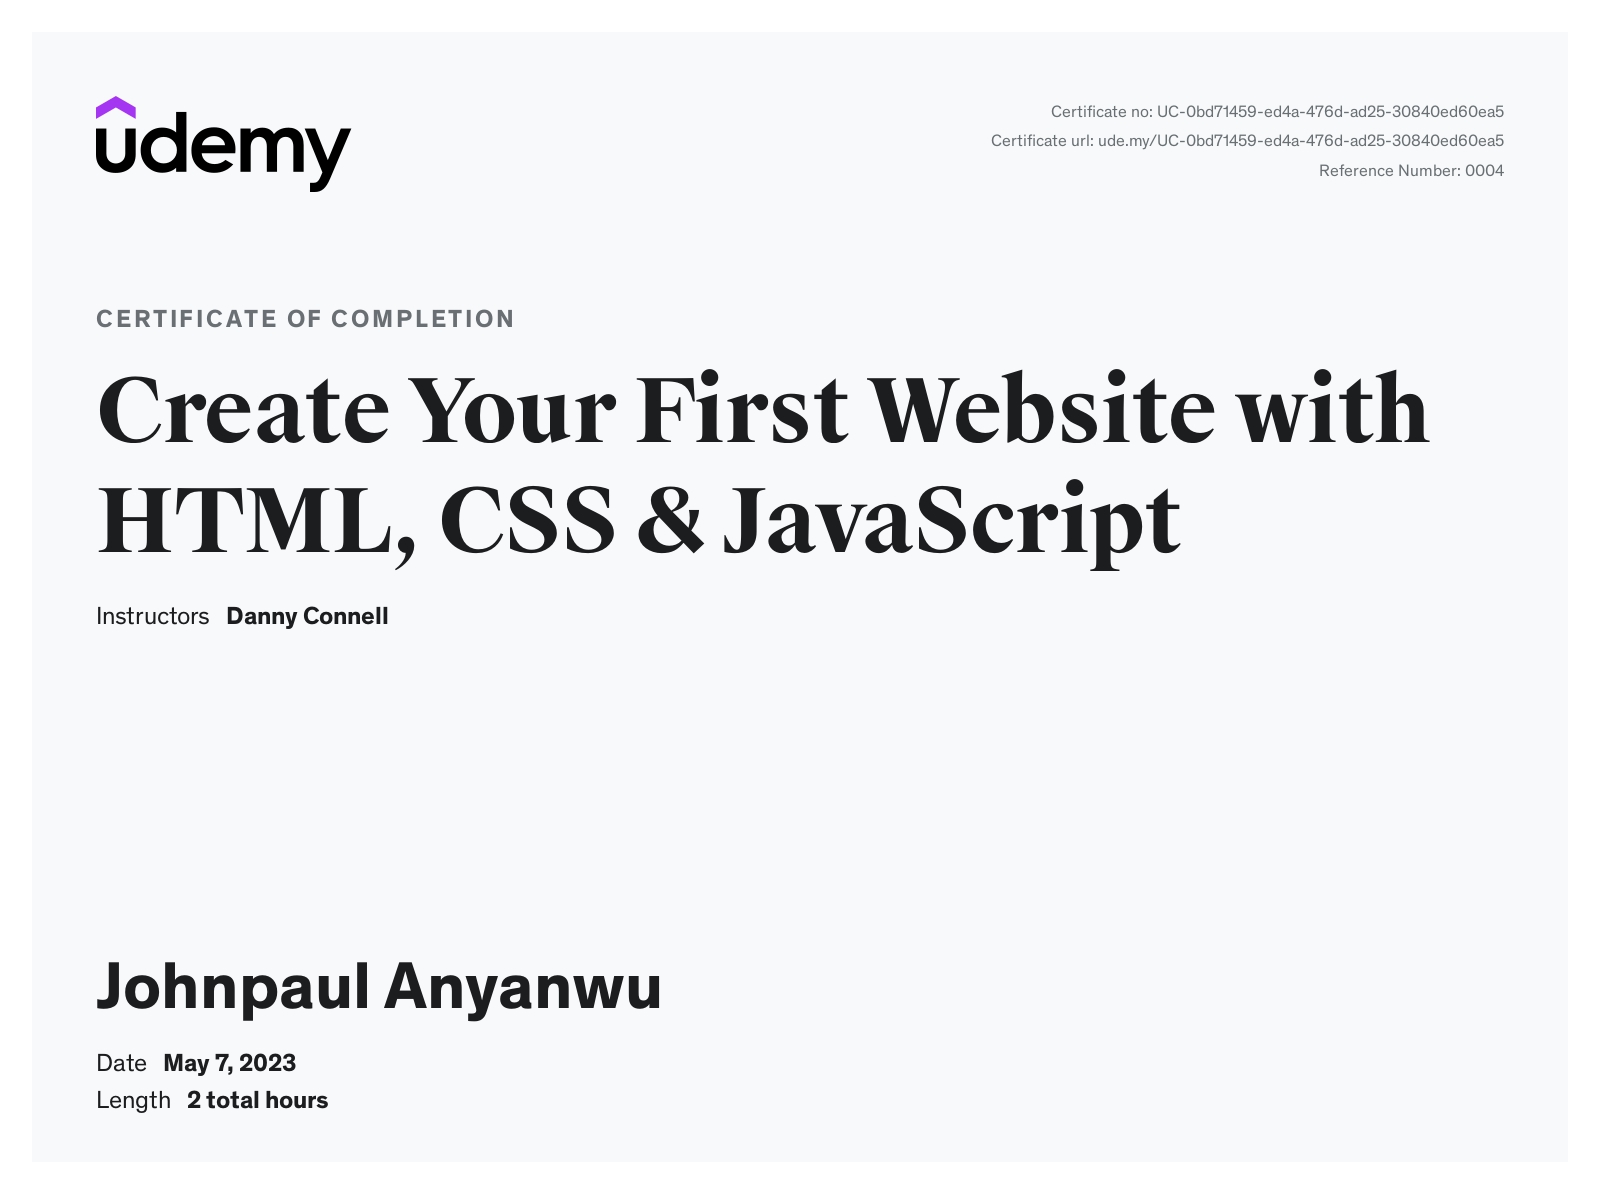 udemy
Certificate no: UC-0bd71459-ed4a-476d-ad25-30840ed60ea5
Certificate url: ude.my/UC-0bd71459-ed4a-476d-ad25-30840ed60ea5
Reference Number: 0004
CERTIFICATE OF COMPLETION
Create Your First Website with
HTML, CSS & JavaScript
Instructors Danny Connell
Johnpaul Anyanwu
Date May 7, 2023
Length 2 total hours